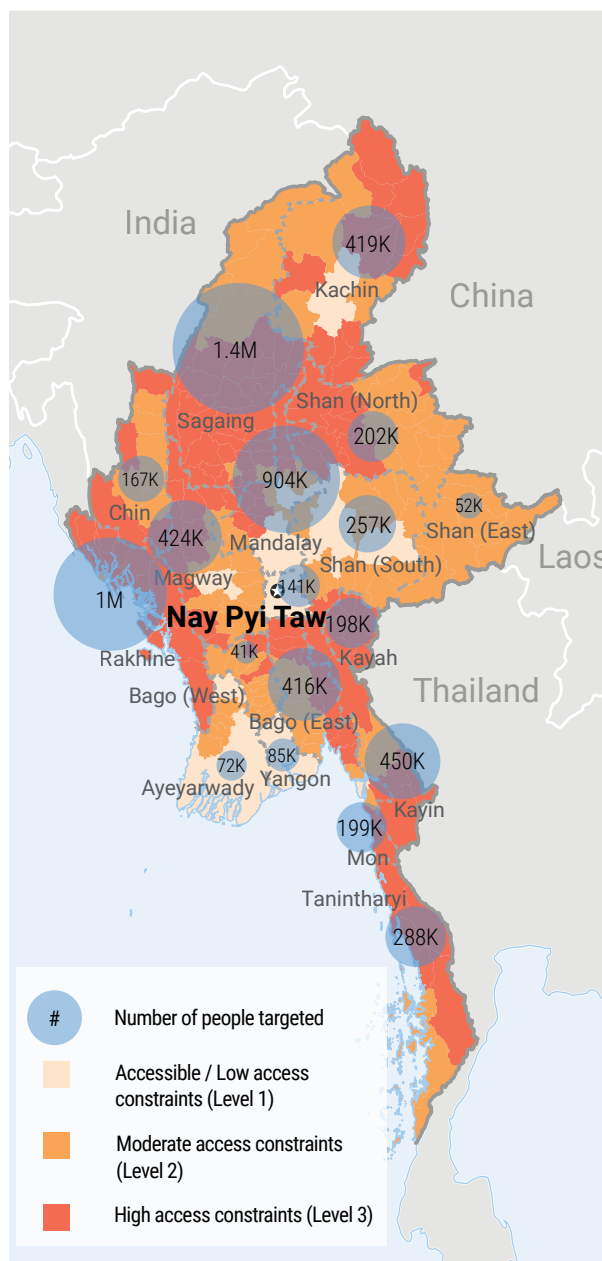 India
419K
Kachin
China
1.4M
Sagaing
Shan (North)
202K
904K
167K
Chin
52K
Shan (East)
257K
424K
Mandalay
Shan (South)
Laos
Magway
141K
1M
Nay Pyi Taw
198K
Rakhine
41K
Kayah
Bago (West)
416K
Thailand
Bago (East)
72K
85K
Yangon
450K
Ayeyarwady
Kayin
199K
Mon
Tanintharyi
288K
# Number of people targeted
Accessible / Low access
constraints (Level 1)
Moderate access constraints
(Level 2)
High access constraints (Level 3)